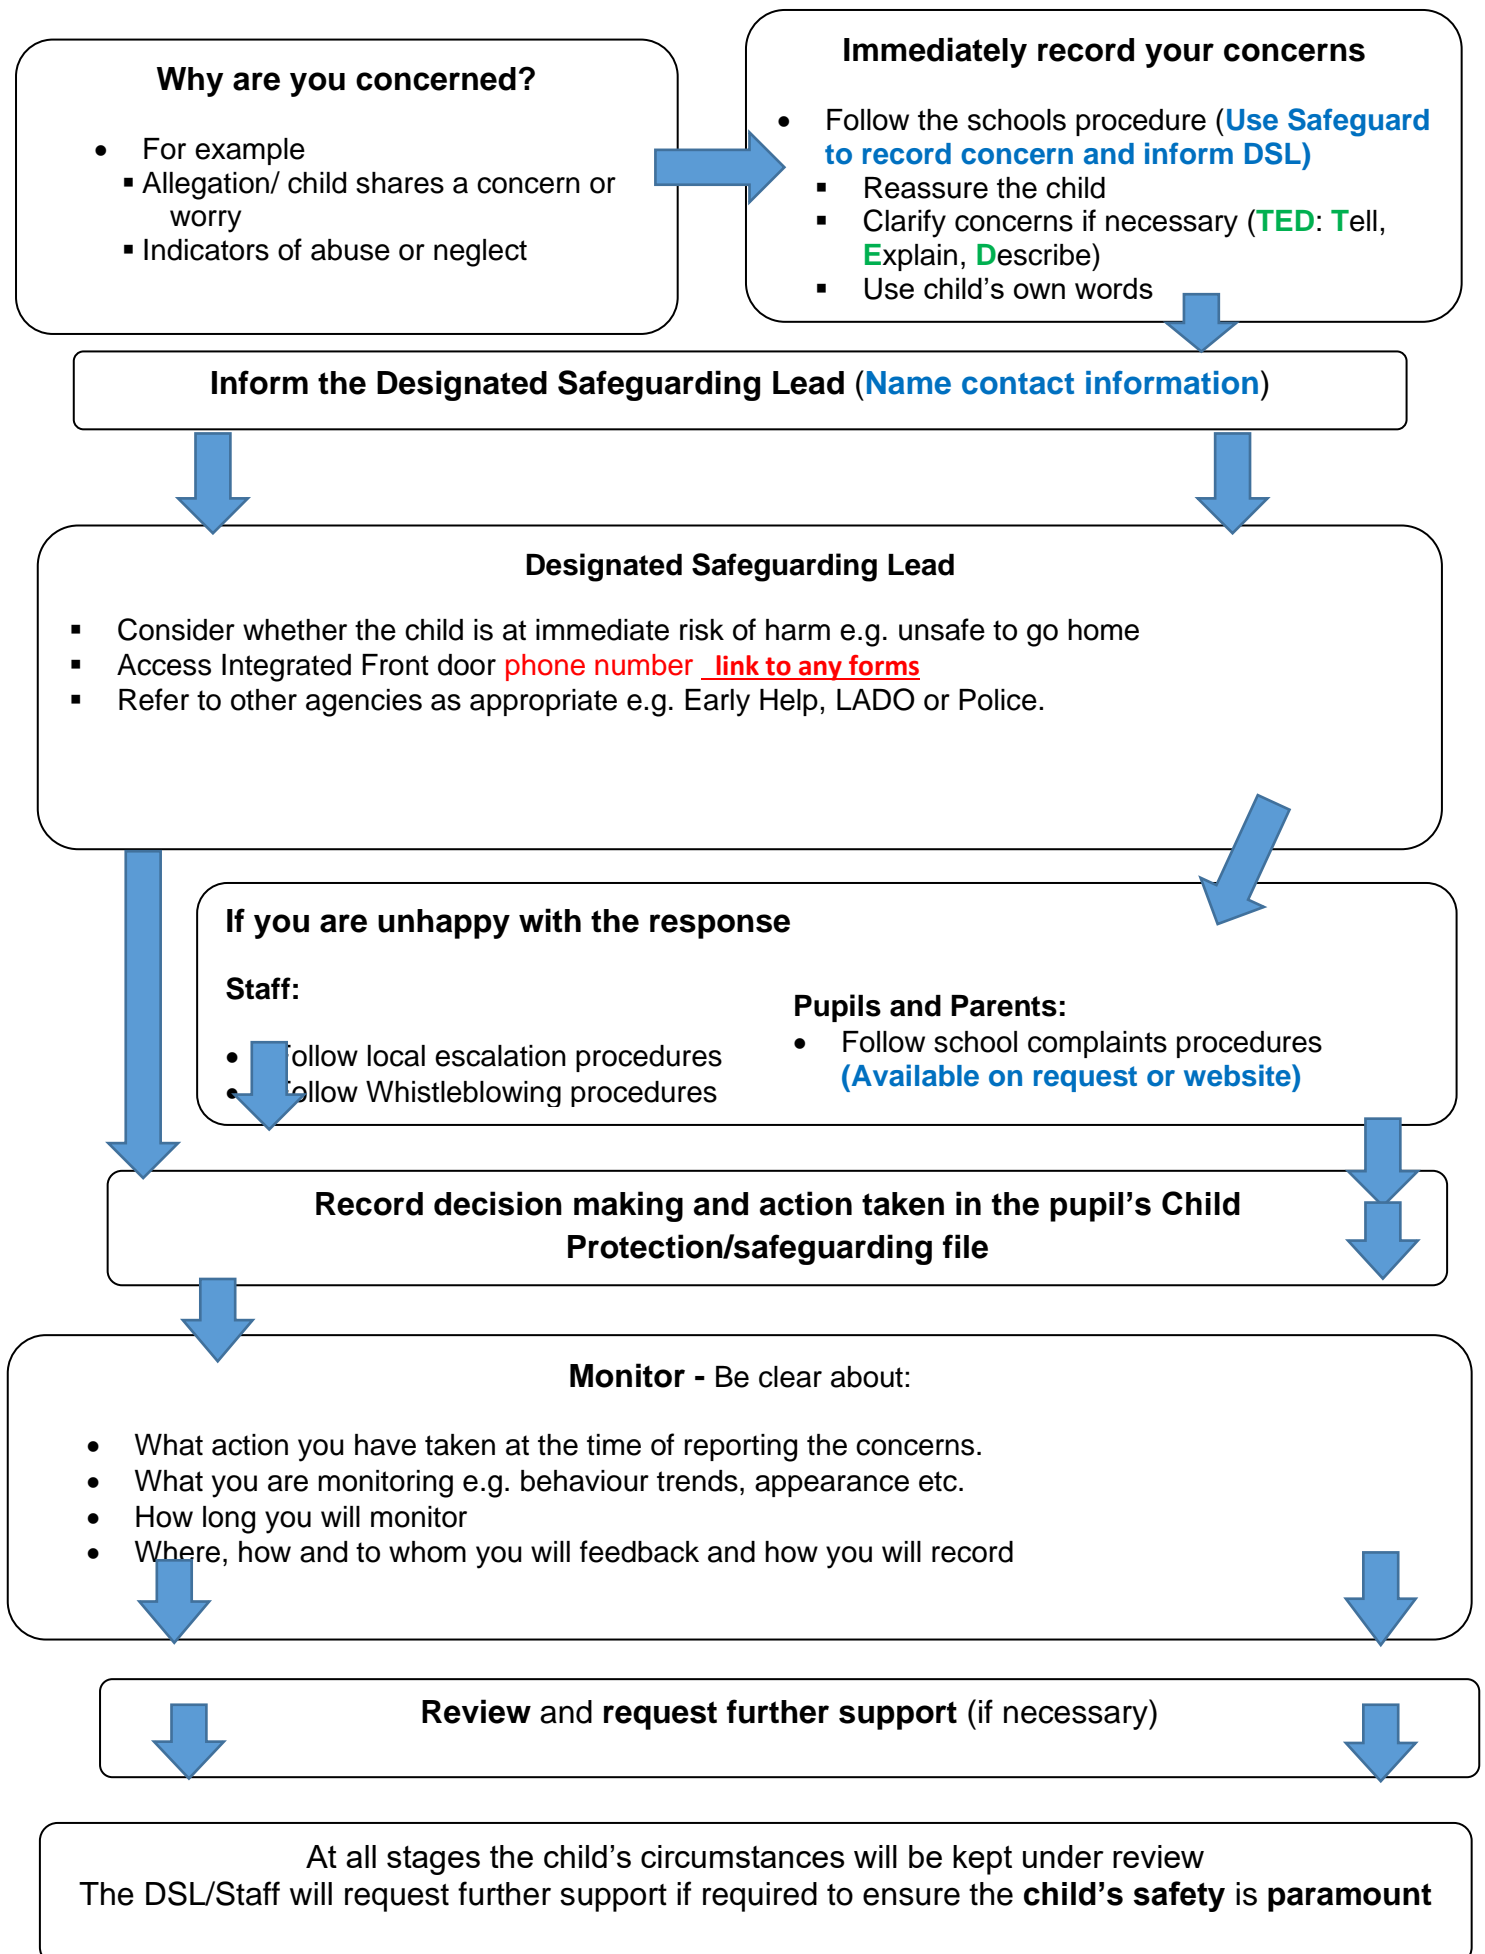 Why are you concerned?
• For example
▪ Allegation/ child shares a concern or
worry
▪ Indicators of abuse or neglect
Immediately record your concerns
• Follow the schools procedure (Use Safeguard
to record concern and inform DSL)
▪ Reassure the child
▪ Clarify concerns if necessary (TED: Tell,
Explain, Describe)
▪ Use child’s own words
Inform the Designated Safeguarding Lead (Name contact information)
Designated Safeguarding Lead
▪ Consider whether the child is at immediate risk of harm e.g. unsafe to go home
▪ Access Integrated Front door phone number link to any forms
▪ Refer to other agencies as appropriate e.g. Early Help, LADO or Police.
If you are unhappy with the response
Staff:
• Follow local escalation procedures
• Follow Whistleblowing procedures
Pupils and Parents:
• Follow school complaints procedures
(Available on request or website)
Record decision making and action taken in the pupil’s Child
Protection/safeguarding file
Monitor - Be clear about:
• What action you have taken at the time of reporting the concerns.
• What you are monitoring e.g. behaviour trends, appearance etc.
• How long you will monitor
• Where, how and to whom you will feedback and how you will record
Review and request further support (if necessary)
At all stages the child’s circumstances will be kept under review
The DSL/Staff will request further support if required to ensure the child’s safety is paramount